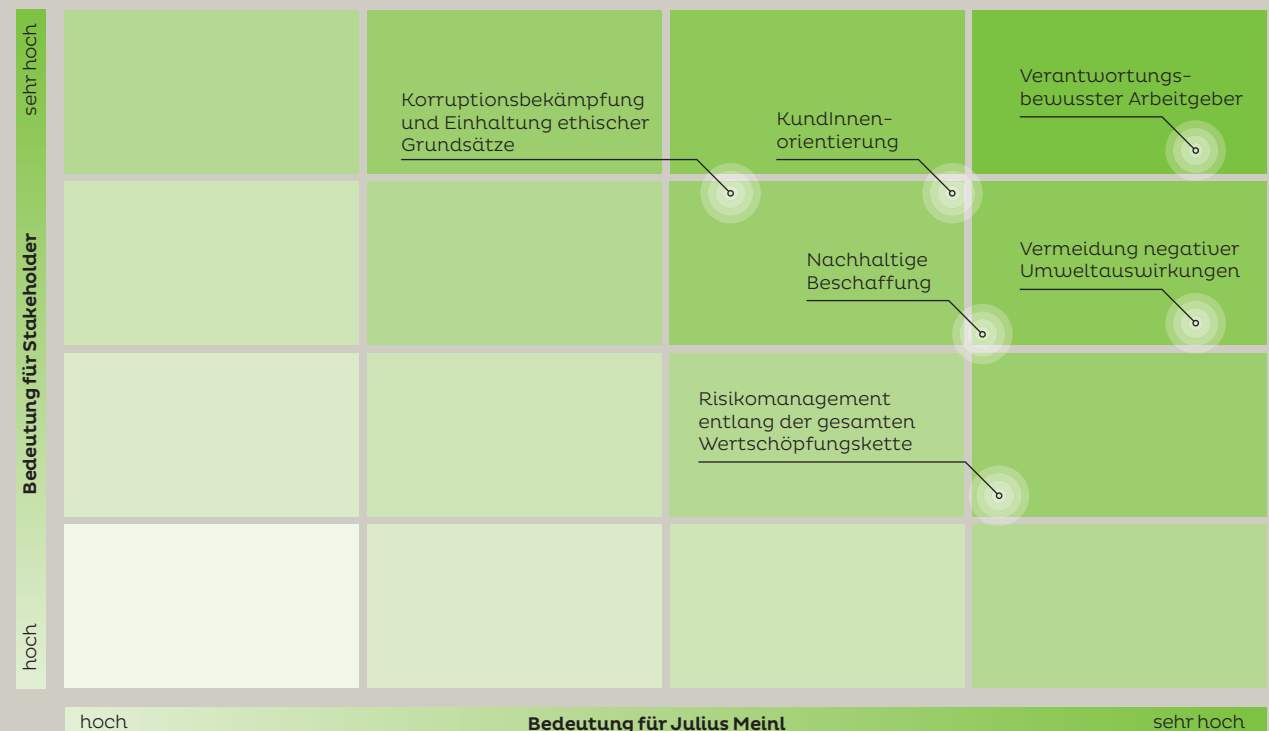 sehr hoch
Bedeutung für Stakeholder
hoch
Korruptionsbekämpfung
und Einhaltung ethischer
Grundsätze
KundInnen-
orientierung
Verantwortungs-
bewusster Arbeitgeber
Nachhaltige
Beschaffung
Vermeidung negativer
Umweltauswirkungen
Risikomanagement
entlang der gesamten
Wertschöpfungskette
hoch
Bedeutung für Julius Meinl
sehr hoch